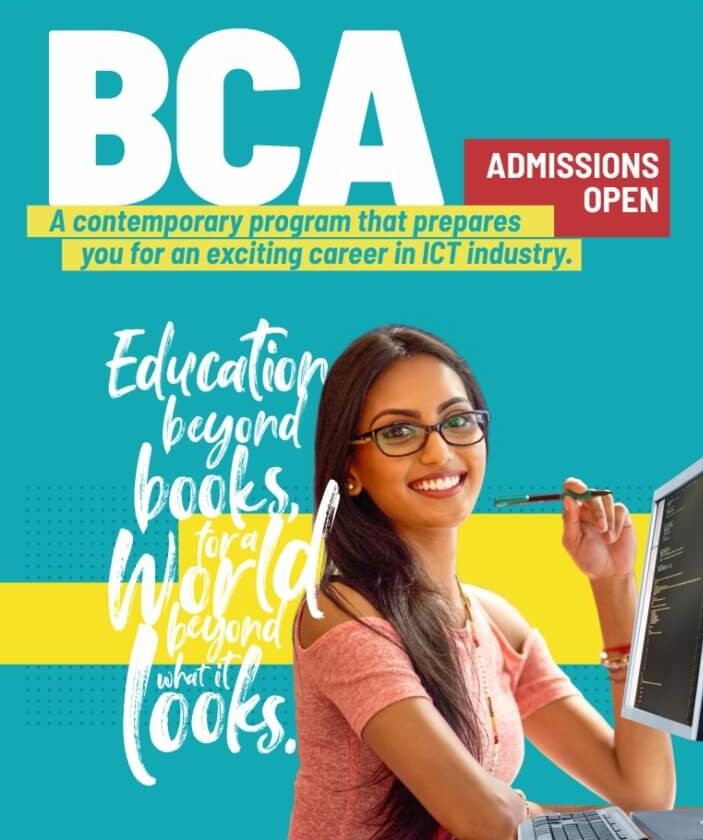 BCA
ADMISSIONS
OPEN
A contemporary program that prepares
you for an exciting career in ICT industry.
Education
beyond
books,
for a
World
beyond
what it
looks.